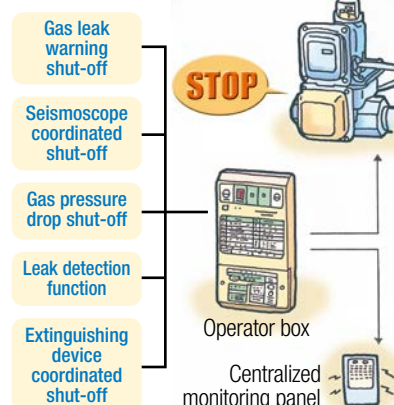 Gas leak
warning
shut-off
STOP
Seismoscope
coordinated
shut-off
Gas pressure
drop shut-off
Leak detection
function
Operator box
Extinguishing
device
coordinated
shut-off
Centralized
monitoring panel